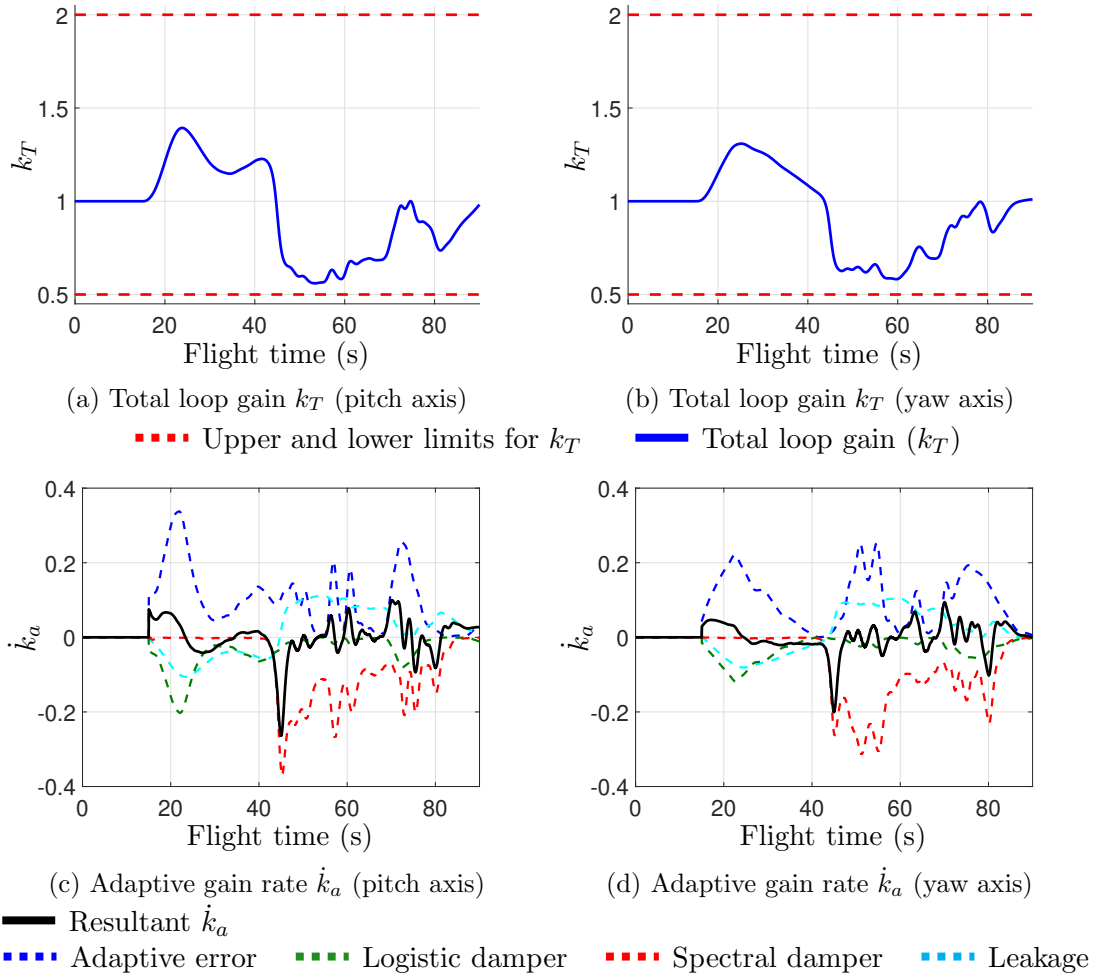 2
1.5
1
0.5
k_T
0 20 40 60 80
Flight time (s)
(a) Total loop gain k_T (pitch axis)
2
1.5
1
0.5
k_T
0 20 40 60 80
Flight time (s)
(b) Total loop gain k_T (yaw axis)
Upper and lower limits for k_T
Total loop gain (k_T)
0.4
0.2
0
-0.2
-0.4
k̇_a
0 20 40 60 80
Flight time (s)
(c) Adaptive gain rate k̇_a (pitch axis)
0.4
0.2
0
-0.2
-0.4
k̇_a
0 20 40 60 80
Flight time (s)
(d) Adaptive gain rate k̇_a (yaw axis)
Resultant k̇_a
Adaptive error
Logistic damper
Spectral damper
Leakage